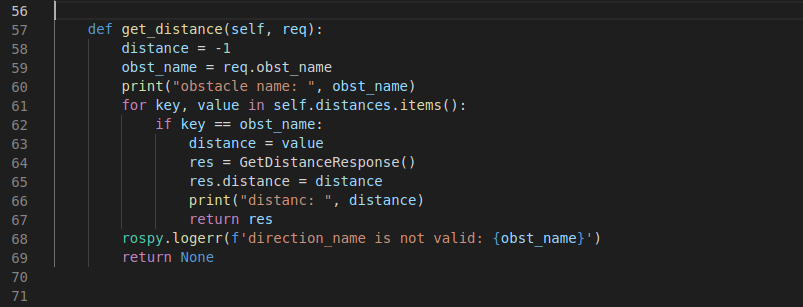 56
57 def get_distance(self, req):
58 distance = -1
59 obst_name = req.obst_name
60 print("obstacle name: ", obst_name)
61 for key, value in self.distances.items():
62 if key == obst_name:
63 distance = value
64 res = GetDistanceResponse()
65 res.distance = distance
66 print("distanc: ", distance)
67 return res
68 rospy.logerr(f'direction_name is not valid: {obst_name}')
69 return None
70
71